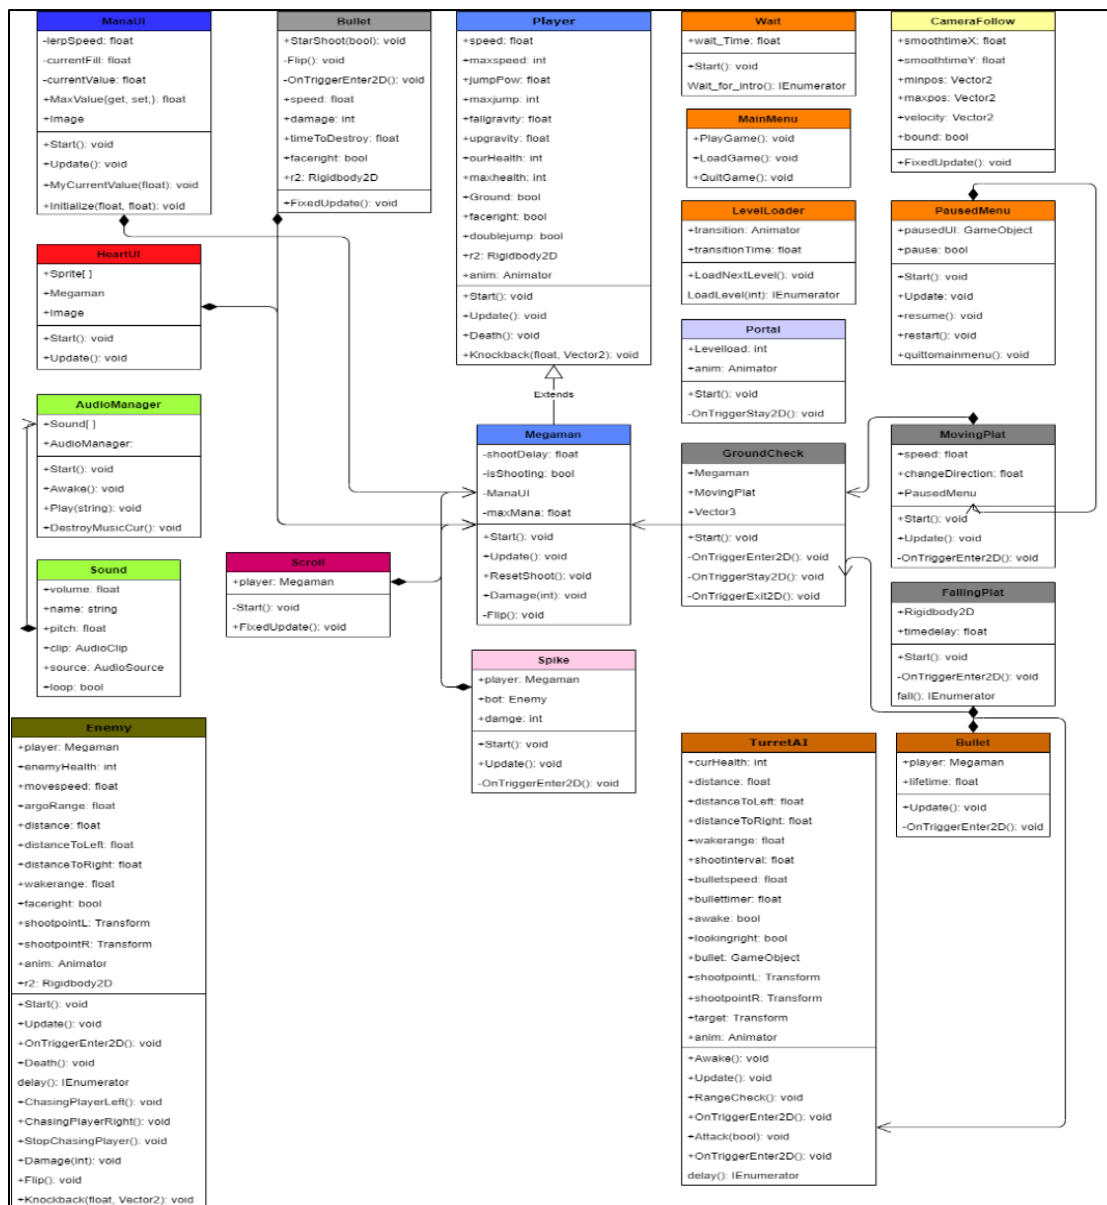 ManaUI
-lerpSpeed: float
-currentFill: float
-currentValue: float
+MaxValue{get; set;}: float
+Image
+Start(): void
+Update(): void
+MyCurrentValue(float): void
+Initialize(float, float): void
Bullet
+StarShoot(bool): void
-Flip(): void
-OnTriggerEnter2D(): void
+speed: float
+damage: int
+timeToDestroy: float
+faceright: bool
+r2: Rigidbody2D
+FixedUpdate(): void
Player
+speed: float
+maxspeed: int
+jumpPow: float
+maxjump: int
+fallgravity: float
+upgravity: float
+ourHealth: int
+maxhealth: int
+Ground: bool
+faceright: bool
+doublejump: bool
+r2: Rigidbody2D
+anim: Animator
+Start(): void
+Update(): void
+Death(): void
+Knockback(float, Vector2): void
Wait
+wait_Time: float
+Start(): void
Wait_for_intro(): IEnumerator
MainMenu
+PlayGame(): void
+LoadGame(): void
+QuitGame(): void
CameraFollow
+smoothtimeX: float
+smoothtimeY: float
+minpos: Vector2
+maxpos: Vector2
+velocity: Vector2
+bound: bool
+FixedUpdate(): void
LevelLoader
+transition: Animator
+transitionTime: float
+LoadNextLevel(): void
LoadLevel(int): IEnumerator
PausedMenu
+pausedUI: GameObject
+pause: bool
+Start(): void
+Update: void
+resume(): void
+restart(): void
+quittomainmenu(): void
HeartUI
+Sprite[ ]
+Megaman
+Image
+Start(): void
+Update(): void
Portal
+Levelload: int
+anim: Animator
+Start(): void
-OnTriggerStay2D(): void
Extends
AudioManager
+Sound[ ]
+AudioManager:
+Start(): void
+Awake(): void
+Play(string): void
+DestroyMusicCur(): void
Megaman
-shootDelay: float
-isShooting: bool
-ManaUI
-maxMana: float
+Start(): void
+Update(): void
+ResetShoot(): void
+Damage(int): void
-Flip(): void
GroundCheck
+Megaman
+MovingPlat
+Vector3
+Start(): void
-OnTriggerEnter2D(): void
-OnTriggerStay2D(): void
-OnTriggerExit2D(): void
MovingPlat
+speed: float
+changeDirection: float
+PausedMenu
+Start(): void
+Update(): void
-OnTriggerEnter2D(): void
Sound
+volume: float
+name: string
+pitch: float
+clip: AudioClip
+source: AudioSource
+loop: bool
Scroll
+player: Megaman
-Start(): void
+FixedUpdate(): void
FallingPlat
+Rigidbody2D
+timedelay: float
+Start(): void
-OnTriggerEnter2D(): void
fall(): IEnumerator
Spike
+player: Megaman
+bot: Enemy
+damge: int
+Start(): void
+Update(): void
-OnTriggerEnter2D(): void
Enemy
+player: Megaman
+enemyHealth: int
+movespeed: float
+argoRange: float
+distance: float
+distanceToLeft: float
+distanceToRight: float
+wakerange: float
+faceright: bool
+shootpointL: Transform
+shootpointR: Transform
+anim: Animator
+r2: Rigidbody2D
+Start(): void
+Update(): void
+OnTriggerEnter2D(): void
+Death(): void
delay(): IEnumerator
+ChasingPlayerLeft(): void
+ChasingPlayerRight(): void
+StopChasingPlayer(): void
+Damage(int): void
+Flip(): void
+Knockback(float, Vector2): void
TurretAI
+curHealth: int
+distance: float
+distanceToLeft: float
+distanceToRight: float
+wakerange: float
+shootinterval: float
+bulletspeed: float
+bullettimer: float
+awake: bool
+lookingright: bool
+bullet: GameObject
+shootpointL: Transform
+shootpointR: Transform
+target: Transform
+anim: Animator
+Awake(): void
+Update(): void
+RangeCheck(): void
+OnTriggerEnter2D(): void
+Attack(bool): void
+OnTriggerEnter2D(): void
delay(): IEnumerator
Bullet
+player: Megaman
+lifetime: float
+Update(): void
-OnTriggerEnter2D(): void